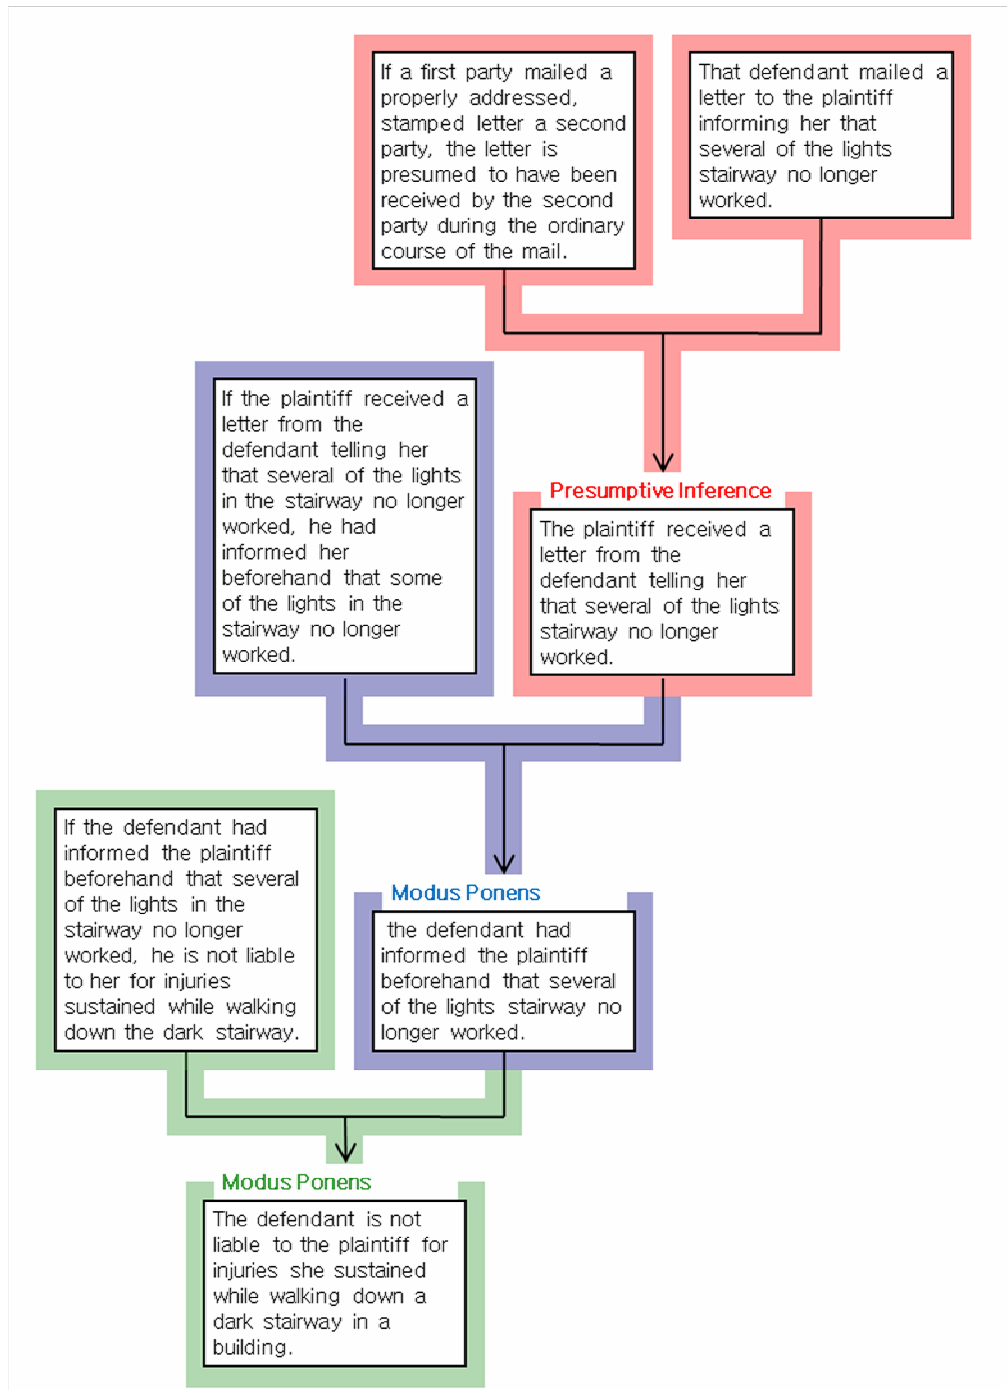 If a first party mailed a
properly addressed,
stamped letter a second
party, the letter is
presumed to have been
received by the second
party during the ordinary
course of the mail.
That defendant mailed a
letter to the plaintiff
informing her that
several of the lights
stairway no longer
worked.
If the plaintiff received a
letter from the
defendant telling her
that several of the lights
in the stairway no longer
worked, he had
informed her
beforehand that some
of the lights in the
stairway no longer
worked.
Presumptive Inference
The plaintiff received a
letter from the
defendant telling her
that several of the lights
stairway no longer
worked.
If the defendant had
informed the plaintiff
beforehand that several
of the lights in the
stairway no longer
worked, he is not liable
to her for injuries
sustained while walking
down the dark stairway.
Modus Ponens
the defendant had
informed the plaintiff
beforehand that several
of the lights stairway no
longer worked.
Modus Ponens
The defendant is not
liable to the plaintiff for
injuries she sustained
while walking down a
dark stairway in a
building.